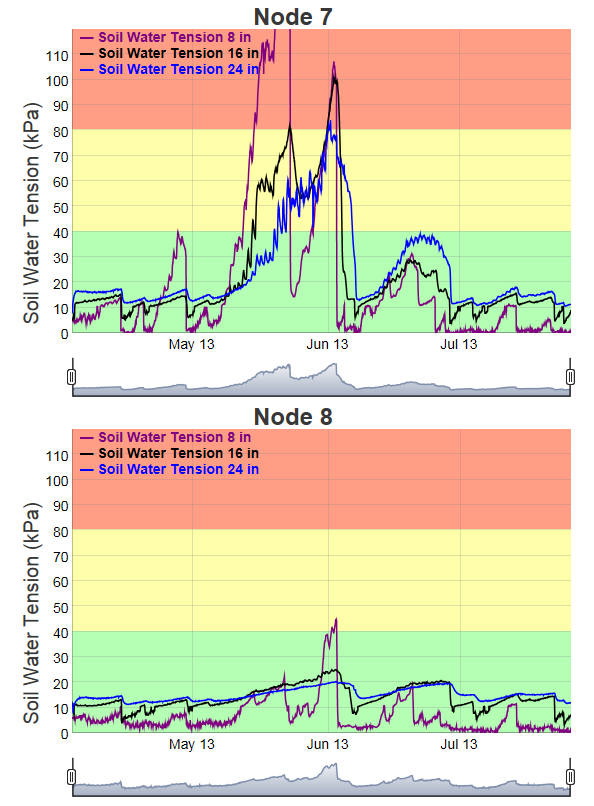 Node 7
Soil Water Tension 8 in
Soil Water Tension 16 in
Soil Water Tension 24 in
Soil Water Tension (kPa)
110
100
90
80
70
60
50
40
30
20
10
0
May 13
Jun 13
Jul 13
Node 8
Soil Water Tension 8 in
Soil Water Tension 16 in
Soil Water Tension 24 in
Soil Water Tension (kPa)
110
100
90
80
70
60
50
40
30
20
10
0
May 13
Jun 13
Jul 13